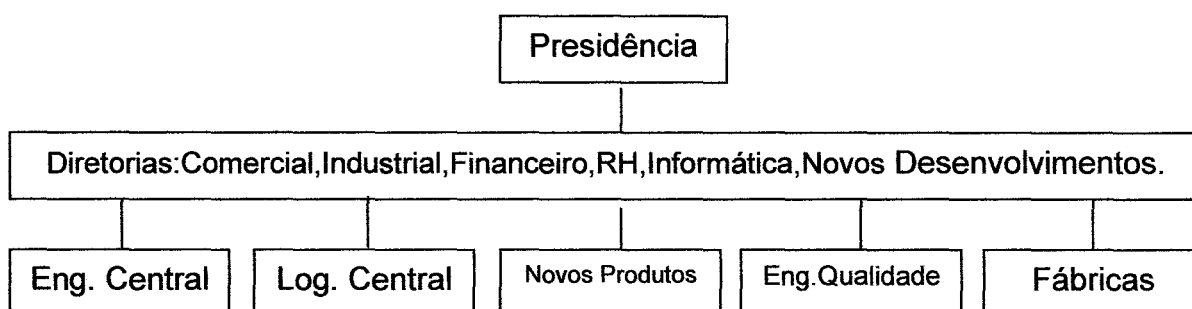 Presidência
Diretorias:Comercial,Industrial,Financeiro,RH,Informática,Novos Desenvolvimentos.
Eng. Central
Log. Central
Novos Produtos
Eng.Qualidade
Fábricas